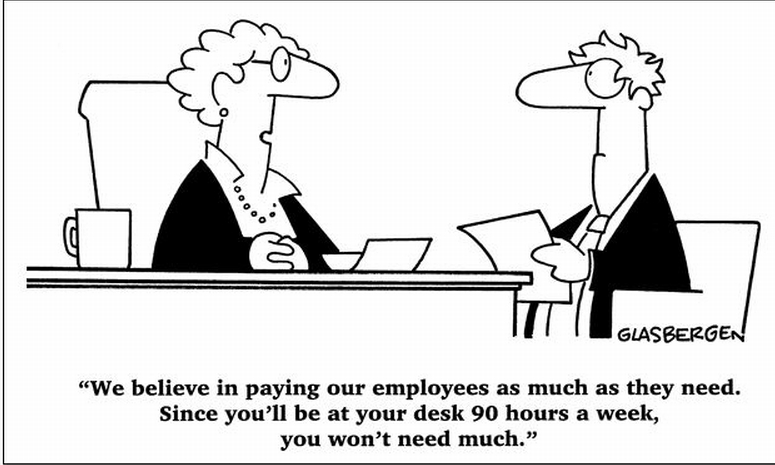 GLASBERGEN
“We believe in paying our employees as much as they need.
Since you’ll be at your desk 90 hours a week,
you won’t need much.”